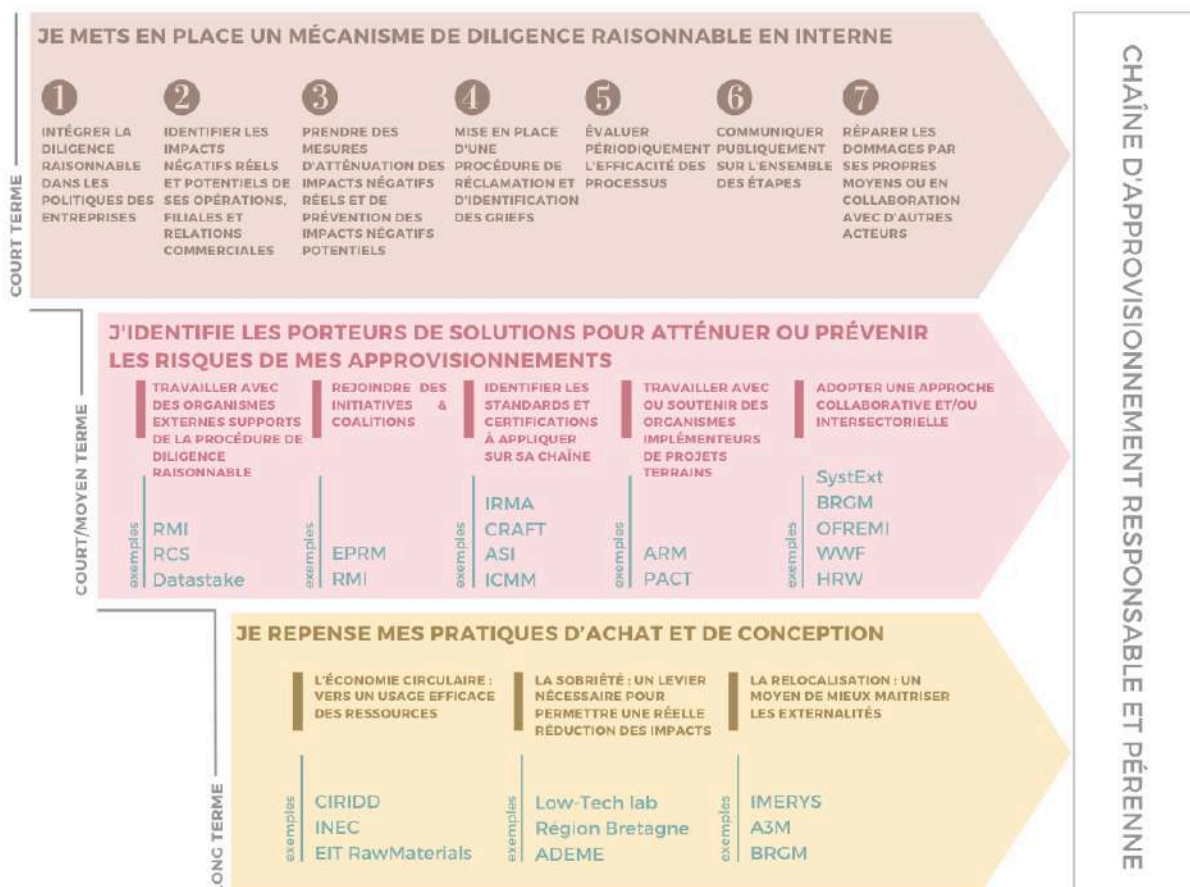 COURT TERME
JE METS EN PLACE UN MÉCANISME DE DILIGENCE RAISONNABLE EN INTERNE
1
INTÉGRER LA
DILIGENCE
RAISONNABLE
DANS LES
POLITIQUES DES
ENTREPRISES
2
IDENTIFIER LES
IMPACTS
NÉGATIFS RÉELS
ET POTENTIELS DE
SES OPÉRATIONS,
FILIALES ET
RELATIONS
COMMERCIALES
3
PRENDRE DES
MESURES
D'ATTÉNUATION DES
IMPACTS NÉGATIFS
RÉELS ET DE
PRÉVENTION DES
IMPACTS NÉGATIFS
POTENTIELS
4
MISE EN PLACE
D'UNE
PROCÉDURE DE
RÉCLAMATION ET
D'IDENTIFICATION
DES GRIEFS
5
ÉVALUER
PÉRIODIQUEMENT
L'EFFICACITÉ DES
PROCESSUS
6
COMMUNIQUER
PUBLIQUEMENT
SUR L'ENSEMBLE
DES ÉTAPES
7
RÉPARER LES
DOMMAGES PAR
SES PROPRES
MOYENS OU EN
COLLABORATION
AVEC D'AUTRES
ACTEURS
COURT/MOYEN TERME
J'IDENTIFIE LES PORTEURS DE SOLUTIONS POUR ATTÉNUER OU PRÉVENIR
LES RISQUES DE MES APPROVISIONNEMENTS
TRAVAILLER AVEC
DES ORGANISMES
EXTERNES SUPPORTS
DE LA PROCÉDURE DE
DILIGENCE
RAISONNABLE
exemples
RMI
RCS
Datastake
REJOINDRE DES
INITIATIVES &
COALITIONS
exemples
EPRM
RMI
IDENTIFIER LES
STANDARDS ET
CERTIFICATIONS
À APPLIQUER
SUR SA CHAÎNE
exemples
IRMA
CRAFT
ASI
ICMM
TRAVAILLER AVEC
OU SOUTENIR DES
ORGANISMES
IMPLÉMENTEURS
DE PROJETS
TERRAINS
exemples
ARM
PACT
ADOPTER UNE APPROCHE
COLLABORATIVE ET/OU
INTERSECTORIELLE
exemples
SystExt
BRGM
OFREMI
WWF
HRW
LONG TERME
JE REPENSE MES PRATIQUES D'ACHAT ET DE CONCEPTION
L'ÉCONOMIE CIRCULAIRE :
VERS UN USAGE EFFICACE
DES RESSOURCES
exemples
CIRIDD
INEC
EIT RawMaterials
LA SOBRIÉTÉ : UN LEVIER
NÉCESSAIRE POUR
PERMETTRE UNE RÉELLE
RÉDUCTION DES IMPACTS
exemples
Low-Tech lab
Région Bretagne
ADEME
LA RELOCALISATION : UN
MOYEN DE MIEUX MAITRISER
LES EXTERNALITÉS
exemples
IMERYS
A3M
BRGM
CHAÎNE D'APPROVISIONNEMENT RESPONSABLE ET PÉRENNE